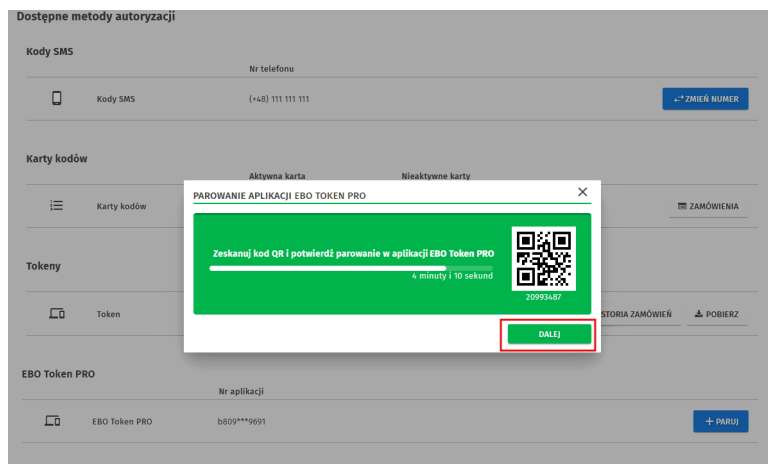 Dostępne metody autoryzacji
Kody SMS
Nr telefonu
Kody SMS (+48) 111 111 111 ZMIEŃ NUMER
Karty kodów
Aktywna karta Nieaktywne karty
Karty kodów ZAMÓWIENIA
PAROWANIE APLIKACJI EBO TOKEN PRO
Zeskanuj kod QR i potwierdź parowanie w aplikacji EBO Token PRO
4 minuty i 10 sekund
20993487
DALEJ
Tokeny
Token STORIA ZAMÓWIEŃ POBIERZ
EBO Token PRO
Nr aplikacji
EBO Token PRO b809***9691 + PARUJ